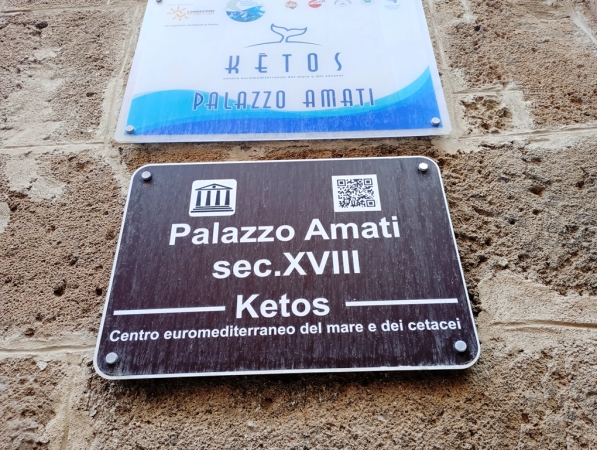 KETOS
PALAZZO AMATI
Palazzo Amati
sec.XVIII
Ketos
Centro euromediterraneo del mare e dei cetacei